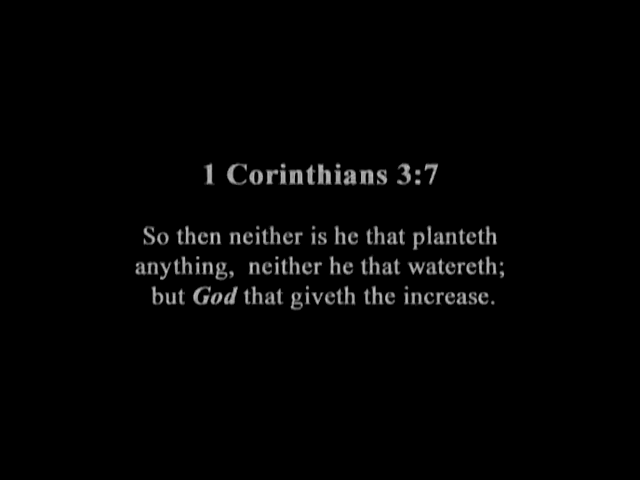 1 Corinthians 3:7
So then neither is he that planteth
anything,  neither he that watereth;
but God that giveth the increase.